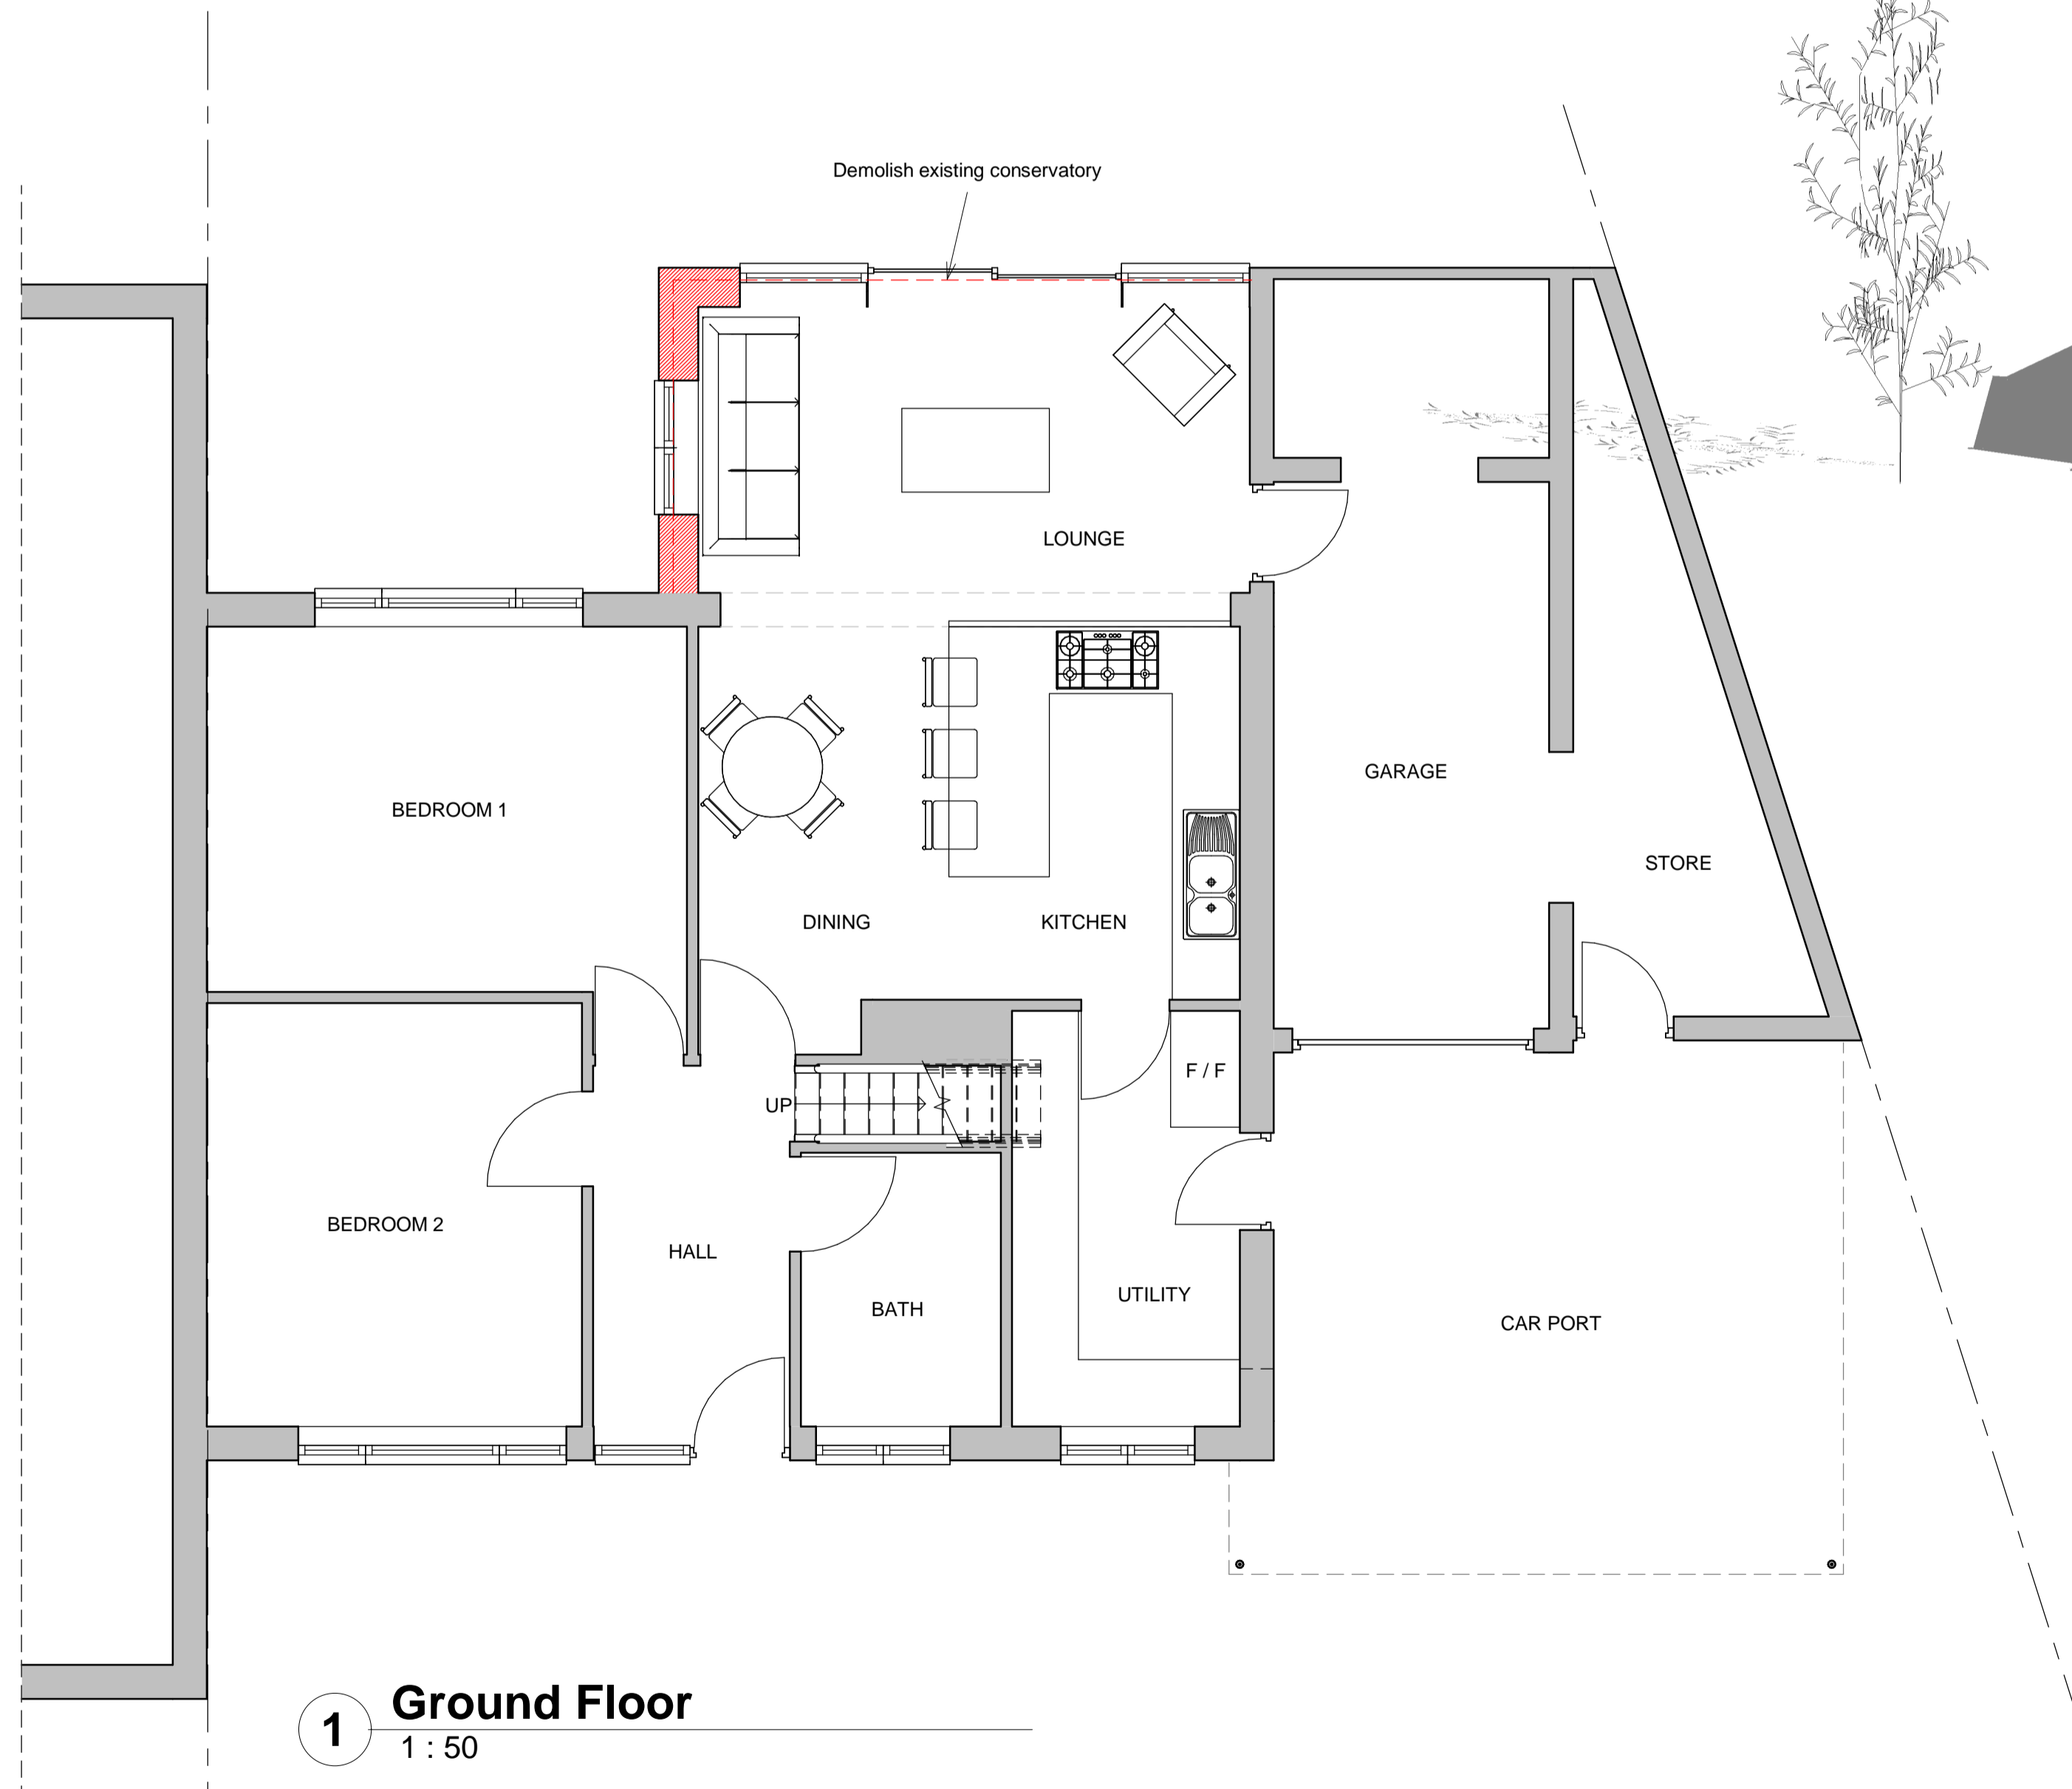 Demolish existing conservatory
LOUNGE
GARAGE
BEDROOM 1
STORE
DINING
KITCHEN
F / F
UP
BEDROOM 2
HALL
UTILITY
BATH
CAR PORT
1
Ground Floor
1 : 50